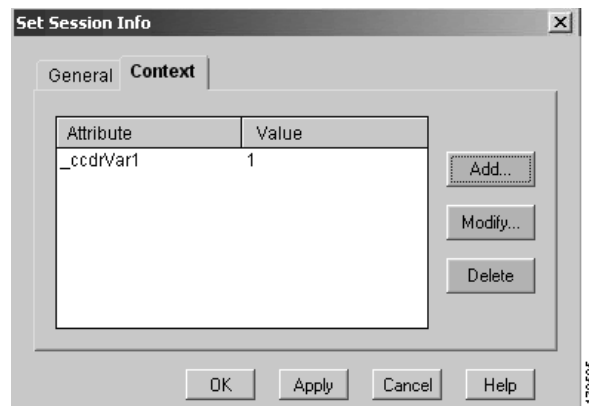 Set Session Info
General Context
Attribute Value
_ccdrVar1 1
Add...
Modify...
Delete
OK Apply Cancel Help